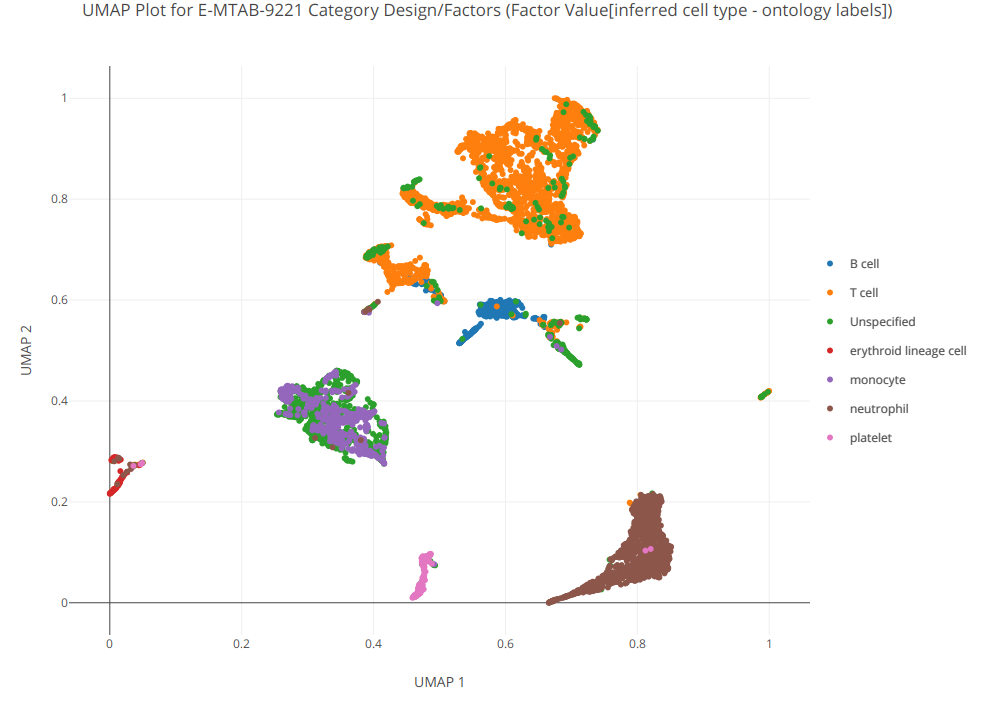 UMAP Plot for E-MTAB-9221 Category Design/Factors (Factor Value[inferred cell type - ontology labels])
1
0.8
0.6
0.4
0.2
0
UMAP 2
0 0.2 0.4 0.6 0.8 1
UMAP 1
B cell
T cell
Unspecified
erythroid lineage cell
monocyte
neutrophil
platelet